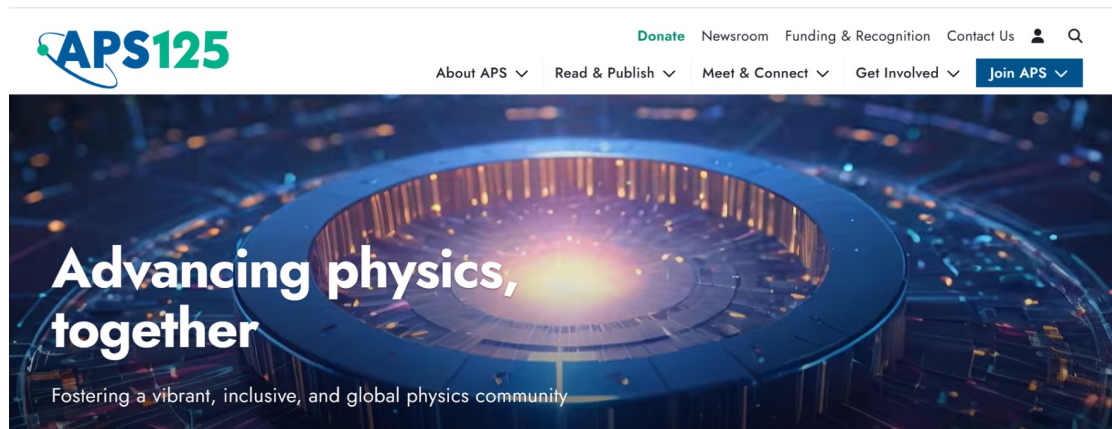 APS125
Donate Newsroom Funding & Recognition Contact Us
About APS Read & Publish Meet & Connect Get Involved Join APS
Advancing physics,
together
Fostering a vibrant, inclusive, and global physics community